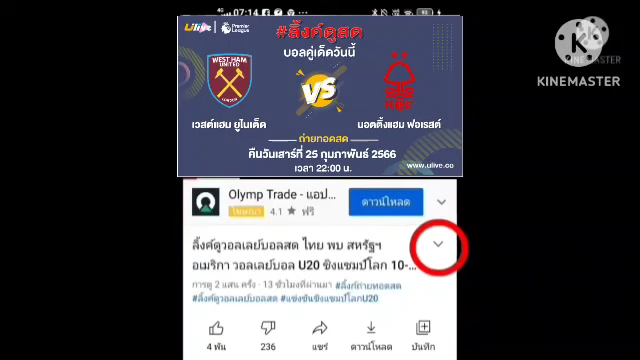 07:14
95
ULive
Premier
League
#ลิ้งค์ดูสด
บอลคู่เด็ดวันนี้
WEST HAM
UNITED
LONDON
VS
เวสต์แฮม ยูไนเต็ด
น็อตติ้งแฮม ฟอเรสต์
ถ่ายทอดสด
คืนวันเสาร์ที่ 25 กุมภาพันธ์ 2566
www.ulive.co
เวลา 22:00 น.
KINEMASTER
KINEMASTER
Olymp Trade - แอป...
โฆษณา 4.1 ★ ฟรี
ดาวน์โหลด
ลิ้งค์ดูวอลเลย์บอลสด ไทย พบ สหรัฐฯ
อเมริกา วอลเลย์บอล U20 ชิงแชมป์โลก 10-...
การดู 2 แสน ครั้ง · 13 ชั่วโมงที่ผ่านมา #ลิ้งค์ถ่ายทอดสด
#ลิ้งค์ดูวอลเลย์บอลสด #แข่งขันชิงแชมป์โลกU20
4 พัน
236
แชร์
ดาวน์โหลด
บันทึก